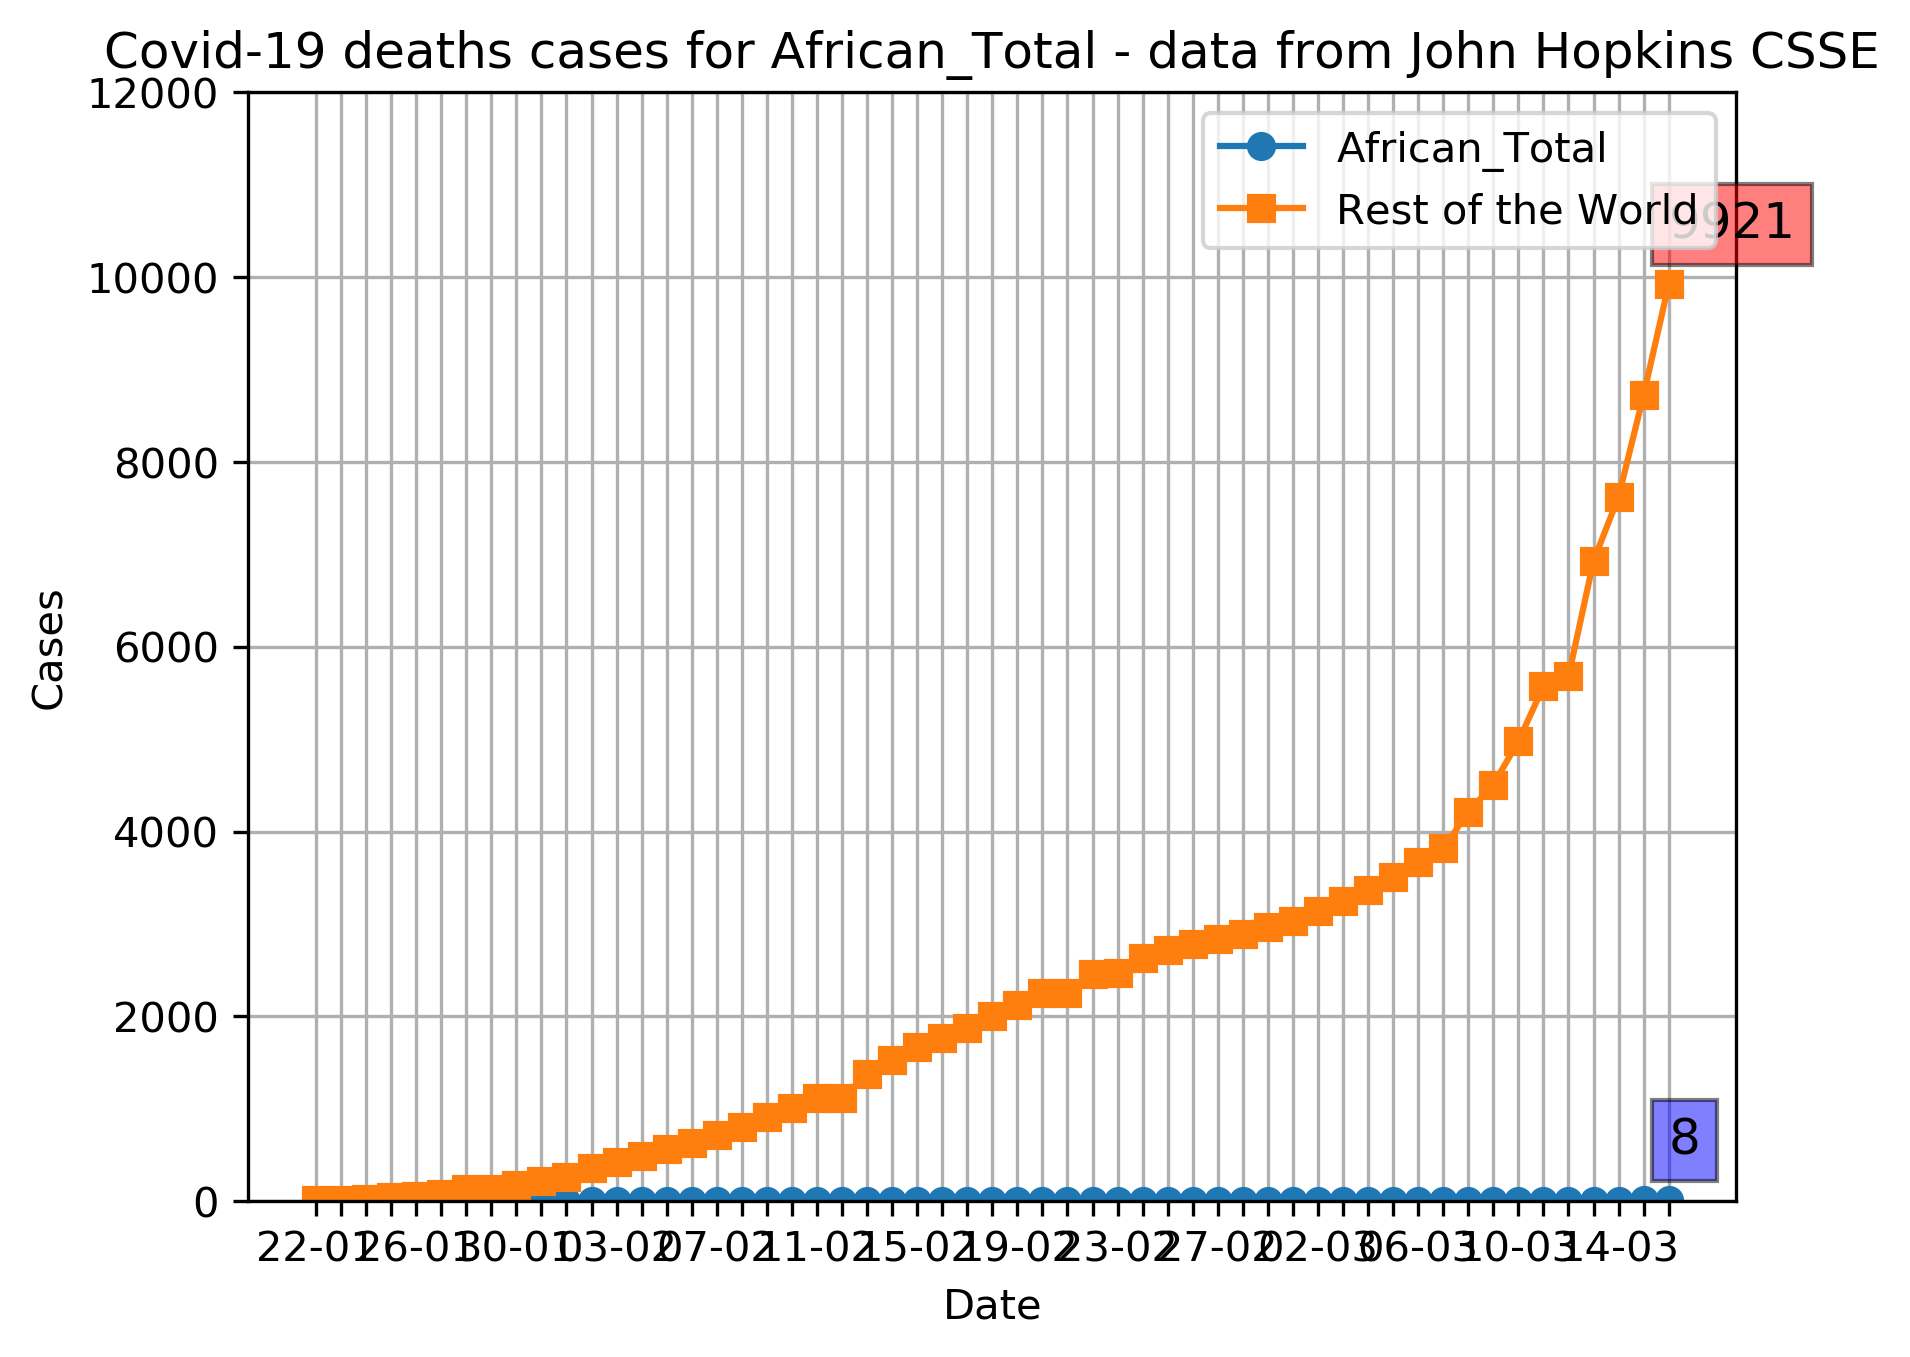 Covid-19 deaths cases for African_Total - data from John Hopkins CSSE
12000
10000
8000
6000
4000
2000
0
Cases
African_Total
Rest of the World
9921
8
22-01 26-01 30-01 03-02 07-02 11-02 15-02 19-02 23-02 27-02 02-03 06-03 10-03 14-03
Date